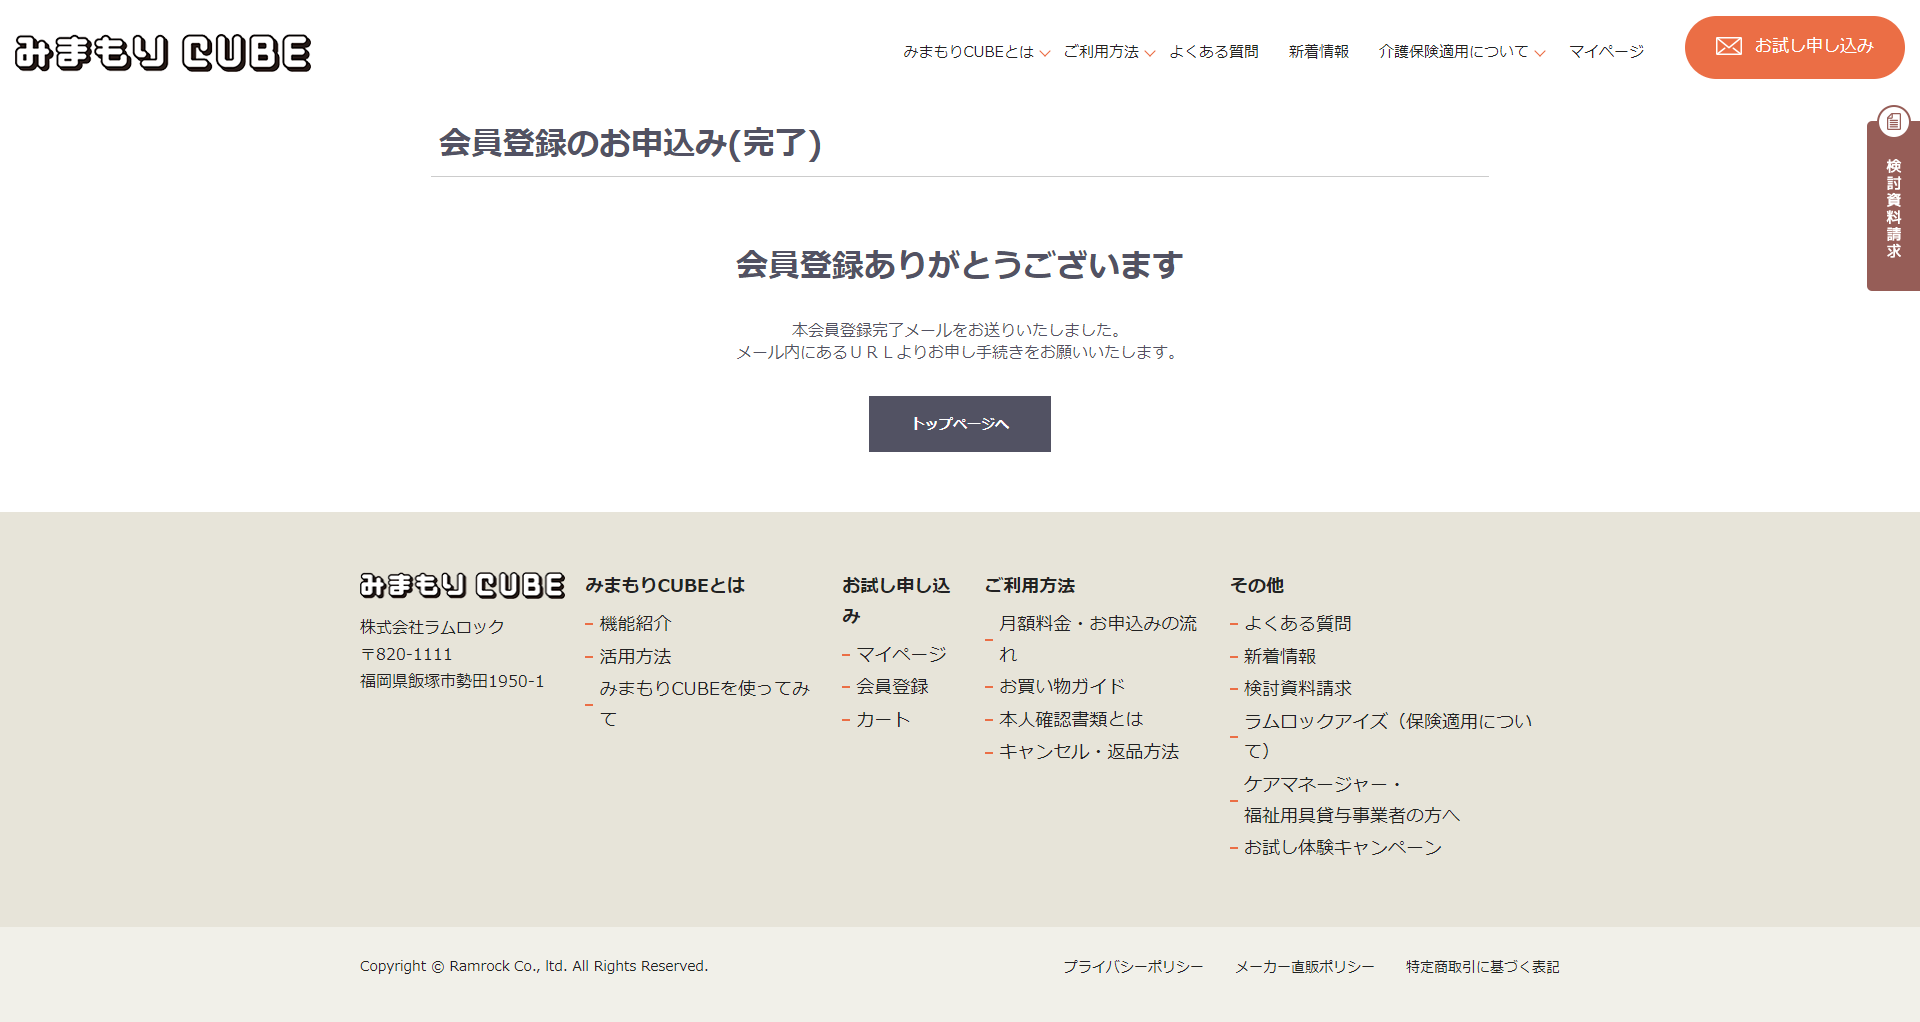 みまもり CUBE
みまもりCUBEとは
ご利用方法
よくある質問
新着情報
介護保険適用について
マイページ
お試し申し込み
検討資料請求
会員登録のお申込み(完了)
会員登録ありがとうございます
本会員登録完了メールをお送りいたしました。
メール内にあるＵＲＬよりお申し手続きをお願いいたします。
トップページへ
みまもり CUBE
株式会社ラムロック
〒820-1111
福岡県飯塚市勢田1950-1
みまもりCUBEとは
機能紹介
活用方法
みまもりCUBEを使ってみ
て
お試し申し込
み
マイページ
会員登録
カート
ご利用方法
月額料金・お申込みの流
れ
お買い物ガイド
本人確認書類とは
キャンセル・返品方法
その他
よくある質問
新着情報
検討資料請求
ラムロックアイズ（保険適用につい
て）
ケアマネージャー・
福祉用具貸与事業者の方へ
お試し体験キャンペーン
Copyright © Ramrock Co., ltd. All Rights Reserved.
プライバシーポリシー
メーカー直販ポリシー
特定商取引に基づく表記